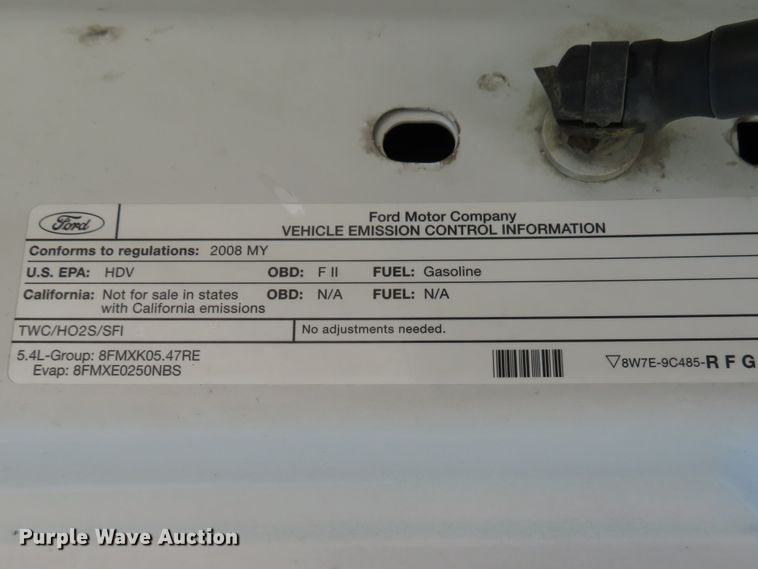 Ford
Ford Motor Company
VEHICLE EMISSION CONTROL INFORMATION
Conforms to regulations: 2008 MY
U.S. EPA: HDV OBD: F II FUEL: Gasoline
California: Not for sale in states OBD: N/A FUEL: N/A
with California emissions
TWC/HO2S/SFI No adjustments needed.
5.4L-Group: 8FMXK05.47RE
Evap: 8FMXE0250NBS
▽8W7E-9C485-R F G
Purple Wave Auction